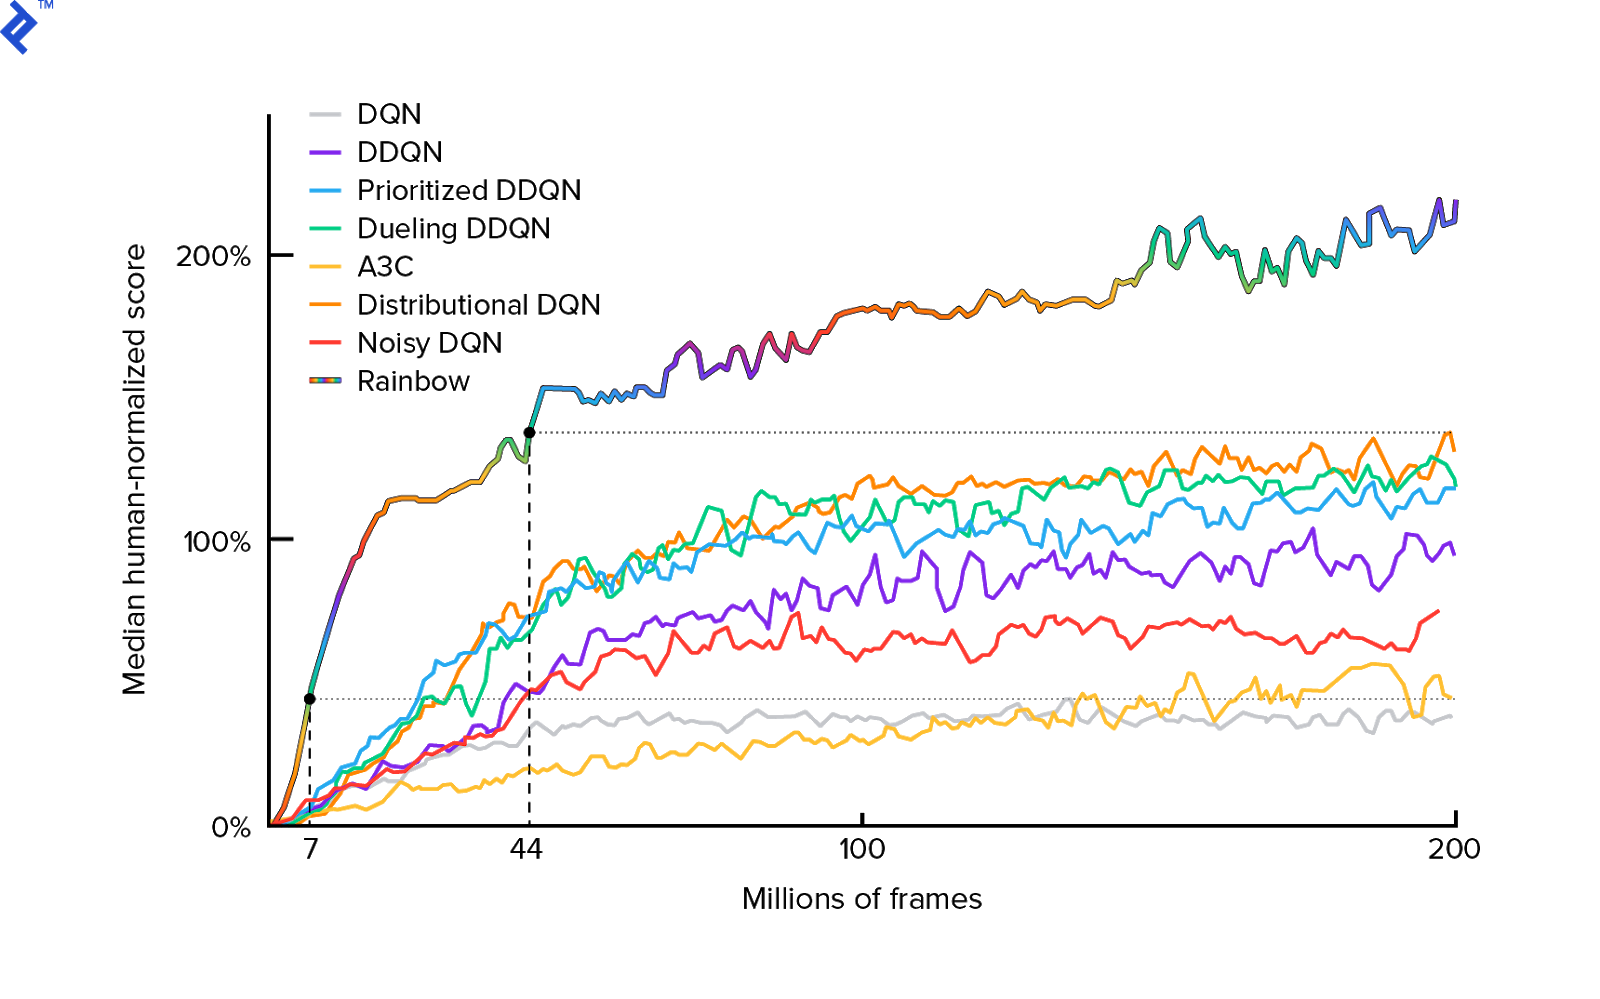 TM
DQN
DDQN
Prioritized DDQN
Dueling DDQN
A3C
Distributional DQN
Noisy DQN
Rainbow
Median human-normalized score
200%
100%
0%
7
44
100
200
Millions of frames